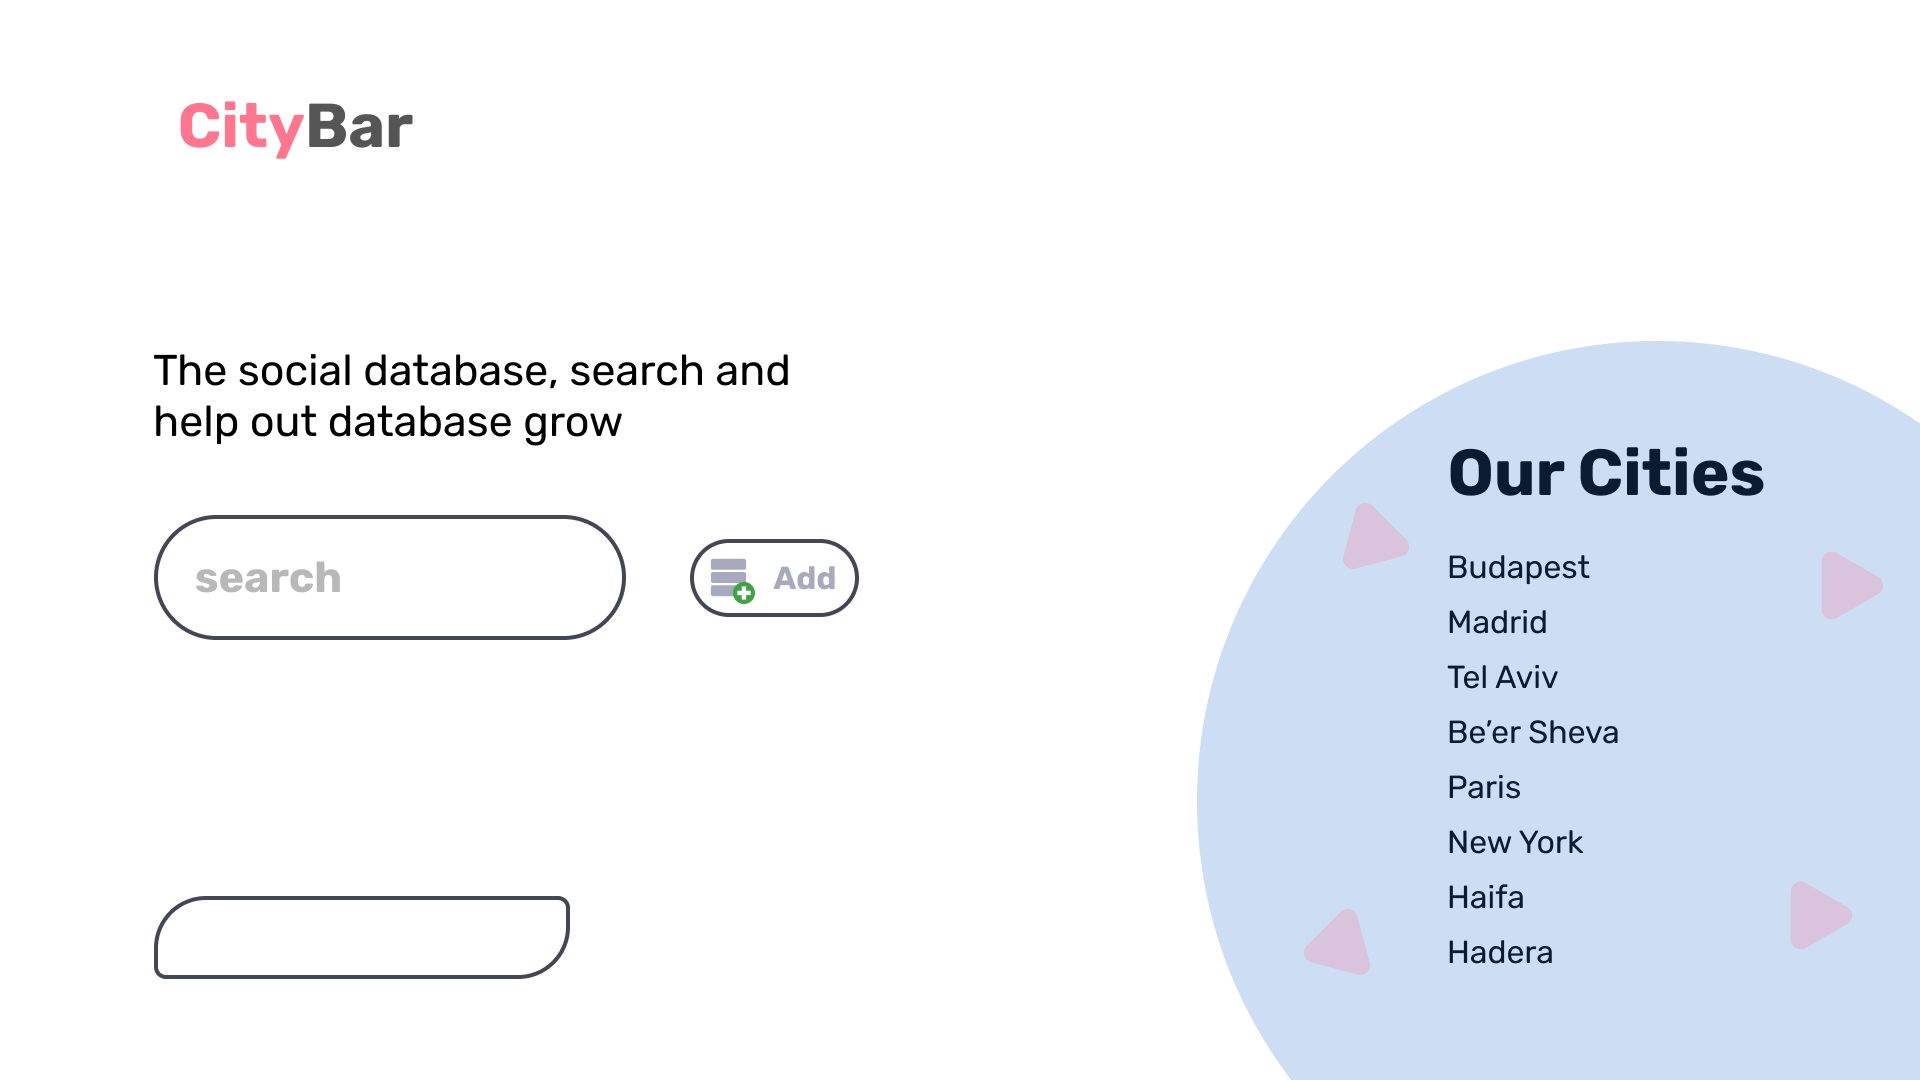 CityBar
The social database, search and
help out database grow
search
Add
Our Cities
Budapest
Madrid
Tel Aviv
Be’er Sheva
Paris
New York
Haifa
Hadera